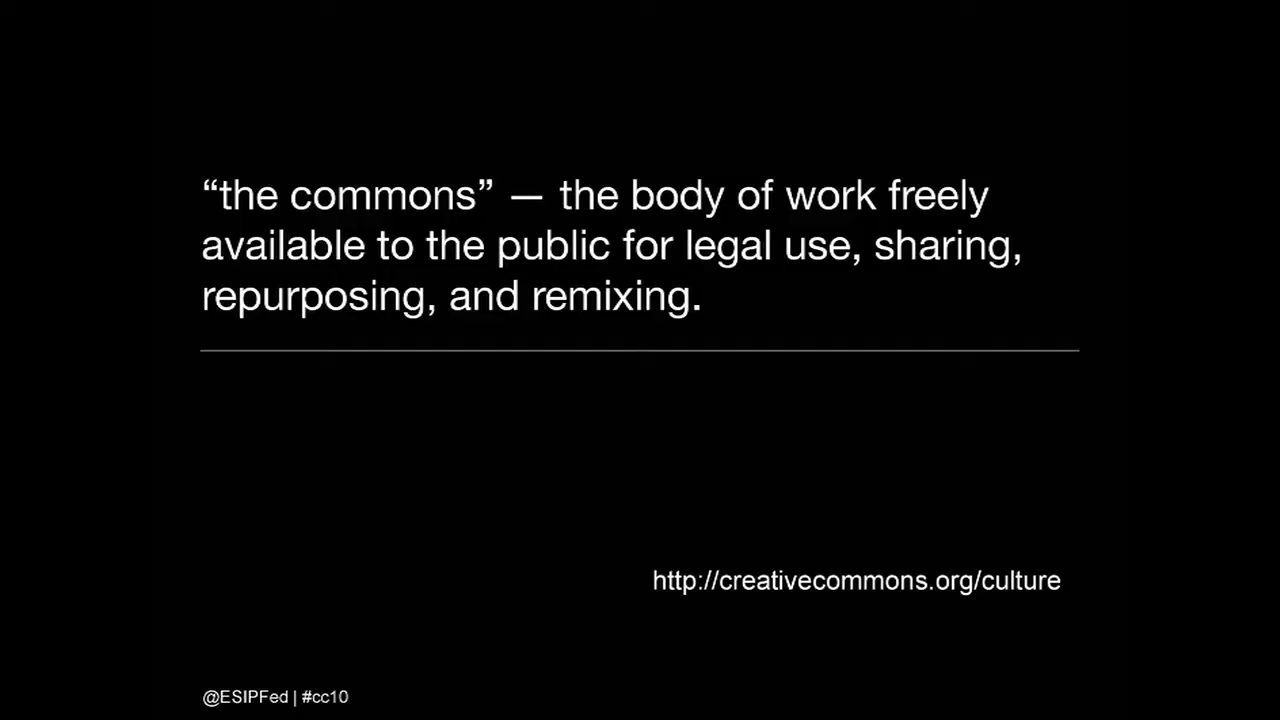 “the commons” — the body of work freely
available to the public for legal use, sharing,
repurposing, and remixing.
http://creativecommons.org/culture
@ESIPFed | #cc10